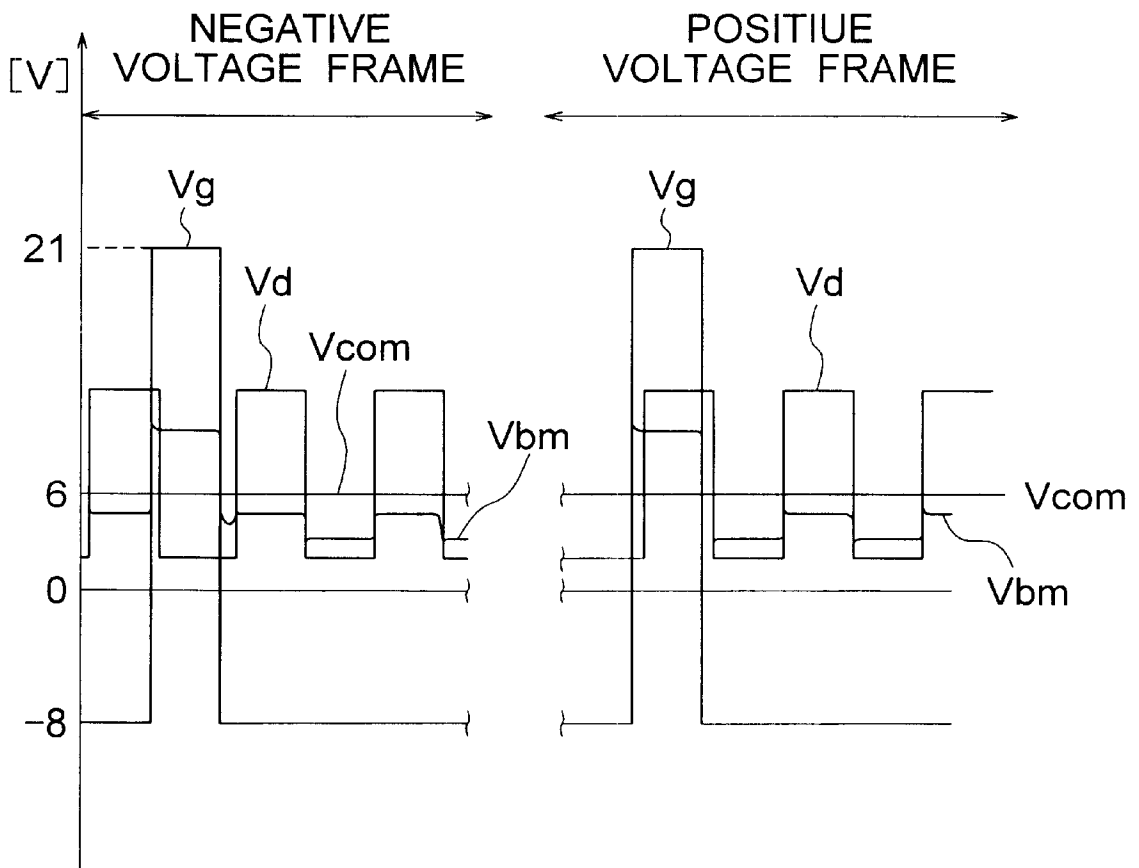 NEGATIVE
VOLTAGE FRAME
POSITIUE
VOLTAGE FRAME
[V]
Vg
Vg
21
Vd
Vd
Vcom
Vbm
6
Vcom
0
Vbm
−8